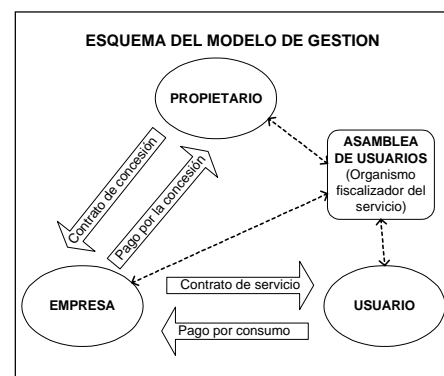 ESQUEMA DEL MODELO DE GESTION
PROPIETARIO
ASAMBLEA
DE USUARIOS
(Organismo
fiscalizador del
servicio)
Contrato de concesión
Pago por la concesión
EMPRESA
Contrato de servicio
Pago por consumo
USUARIO